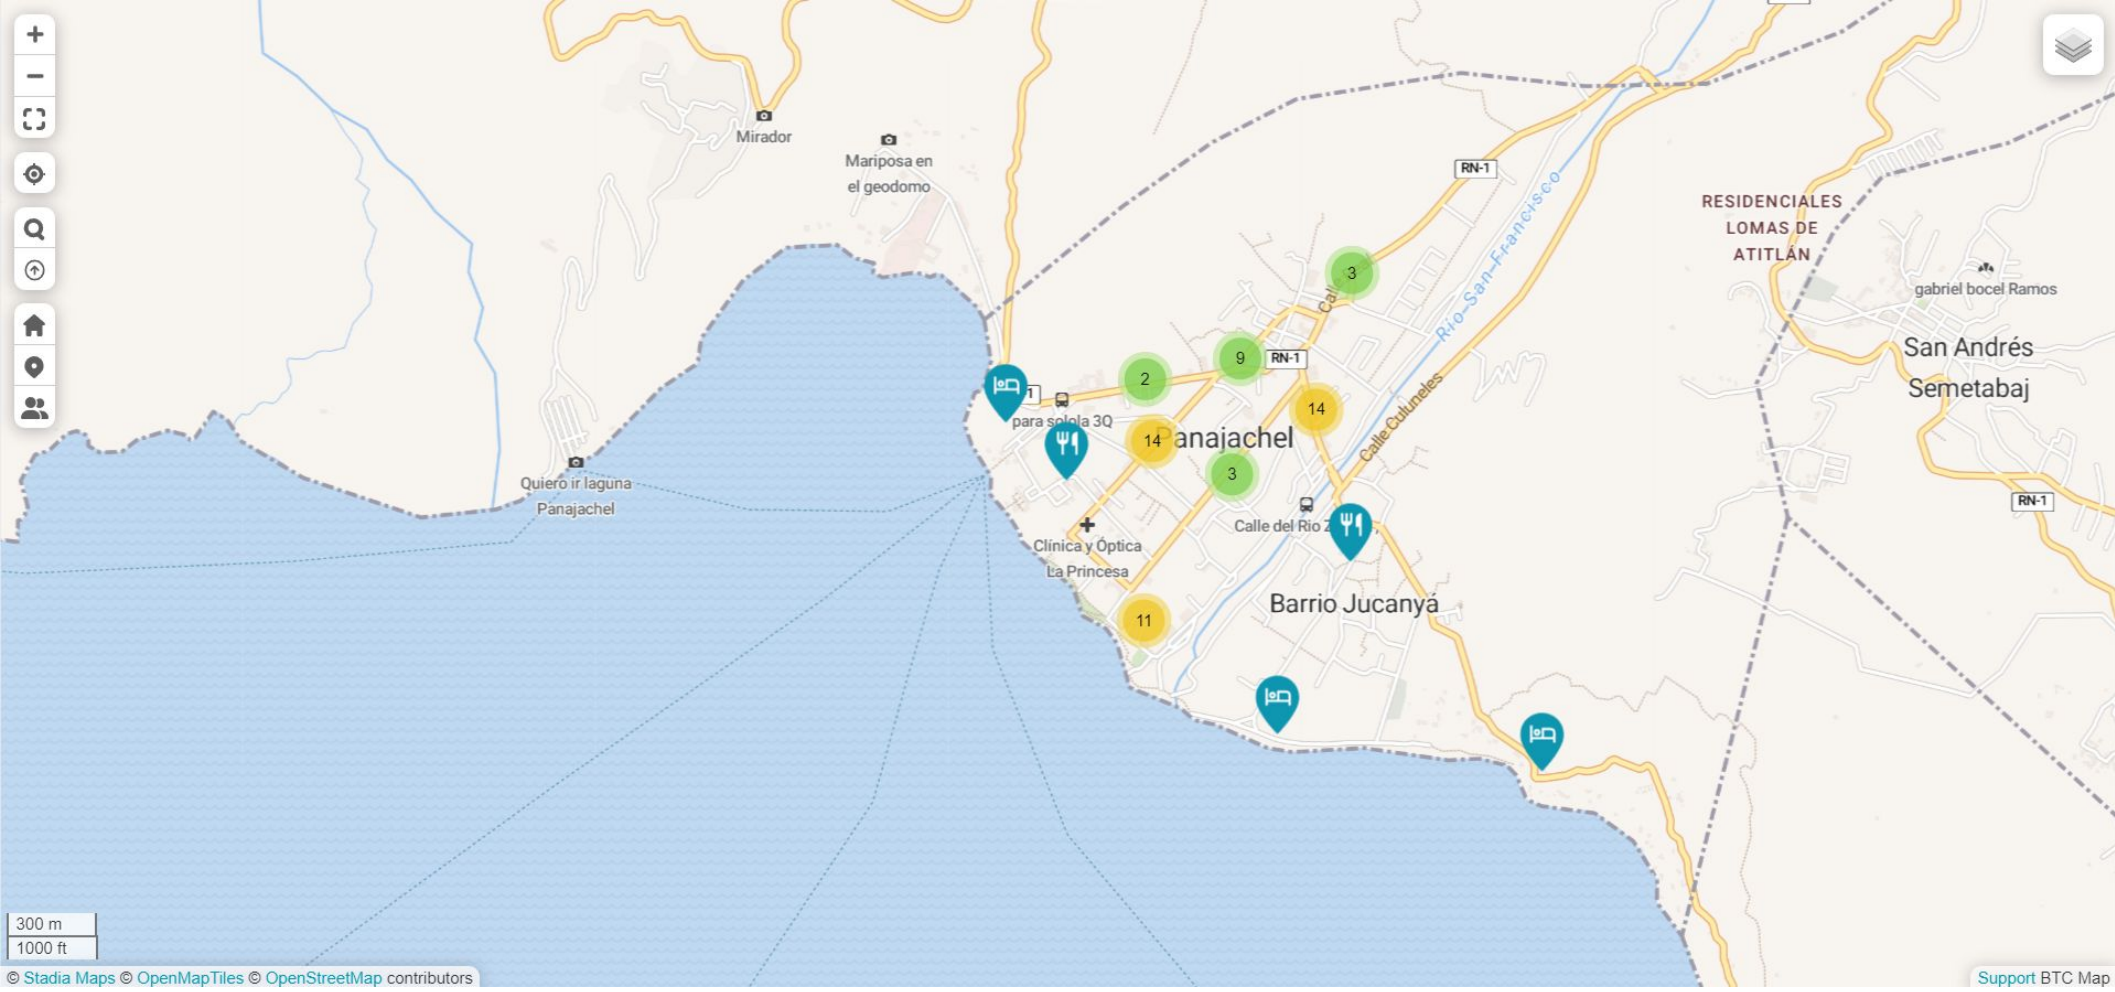 Mirador
Mariposa en
el geodomo
RN-1
RESIDENCIALES
LOMAS DE
ATITLÁN
Rio-San-Francisco
gabriel bocel Ramos
3
Calle
San Andrés
Semetabaj
9
RN-1
2
1
para solola 3Q
14
Calle Culuneles
14
Panajachel
3
Quiero ir laguna
Panajachel
RN-1
Calle del Rio
Clínica y Óptica
La Princesa
Barrio Jucanyá
11
300 m
1000 ft
© Stadia Maps © OpenMapTiles © OpenStreetMap contributors
Support BTC Map